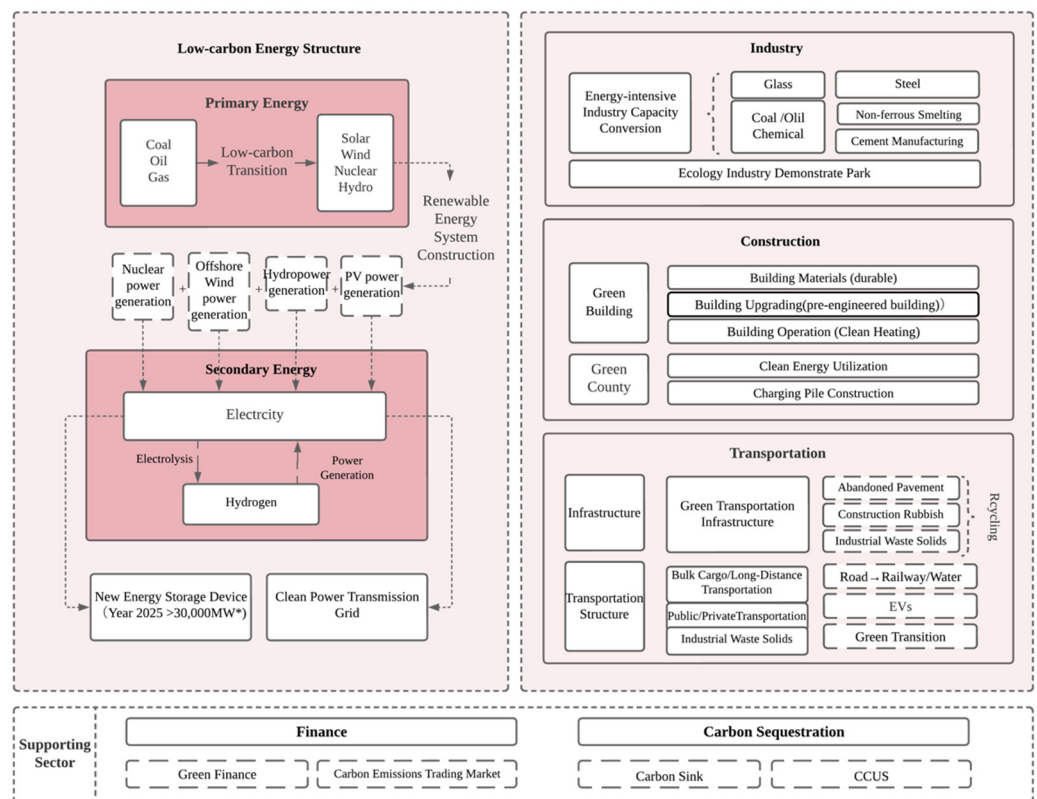 Low-carbon Energy Structure
Primary Energy
Coal
Oil
Gas
Low-carbon
Transition
Solar
Wind
Nuclear
Hydro
Renewable
Energy
System
Construction
Nuclear
power
generation
+
Offshore
Wind
power
generation
+
Hydropower
generation
+
PV power
generation
Secondary Energy
Electrcity
Electrolysis
Power
Generation
Hydrogen
New Energy Storage Device
（Year 2025 >30,000MW*)
Clean Power Transmission
Grid
Industry
Energy-intensive
Industry Capacity
Conversion
Glass
Steel
Coal /Olil
Chemical
Non-ferrous Smelting
Cement Manufacturing
Ecology Industry Demonstrate Park
Construction
Green
Building
Building Materials (durable)
Building Upgrading(pre-engineered building)）
Building Operation (Clean Heating)
Green
County
Clean Energy Utilization
Charging Pile Construction
Transportation
Infrastructure
Green Transportation
Infrastructure
Abandoned Pavement
Construction Rubbish
Industrial Waste Solids
Rcycling
Transportation
Structure
Bulk Cargo/Long-Distance
Transportation
Public/PrivateTransportation
Industrial Waste Solids
Road→Railway/Water
EVs
Green Transition
Supporting
Sector
Finance
Green Finance
Carbon Emissions Trading Market
Carbon Sequestration
Carbon Sink
CCUS